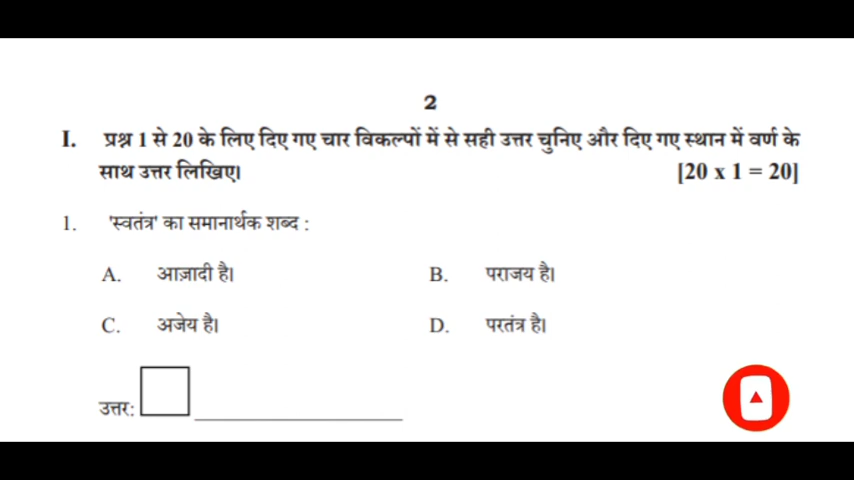 2
I. प्रश्न 1 से 20 के लिए दिए गए चार विकल्पों में से सही उत्तर चुनिए और दिए गए स्थान में वर्ण के
साथ उत्तर लिखिए। [20 x 1 = 20]
1. 'स्वतंत्र' का समानार्थक शब्द :
A. आज़ादी है। B. पराजय है।
C. अजेय है। D. परतंत्र है।
उत्तर: